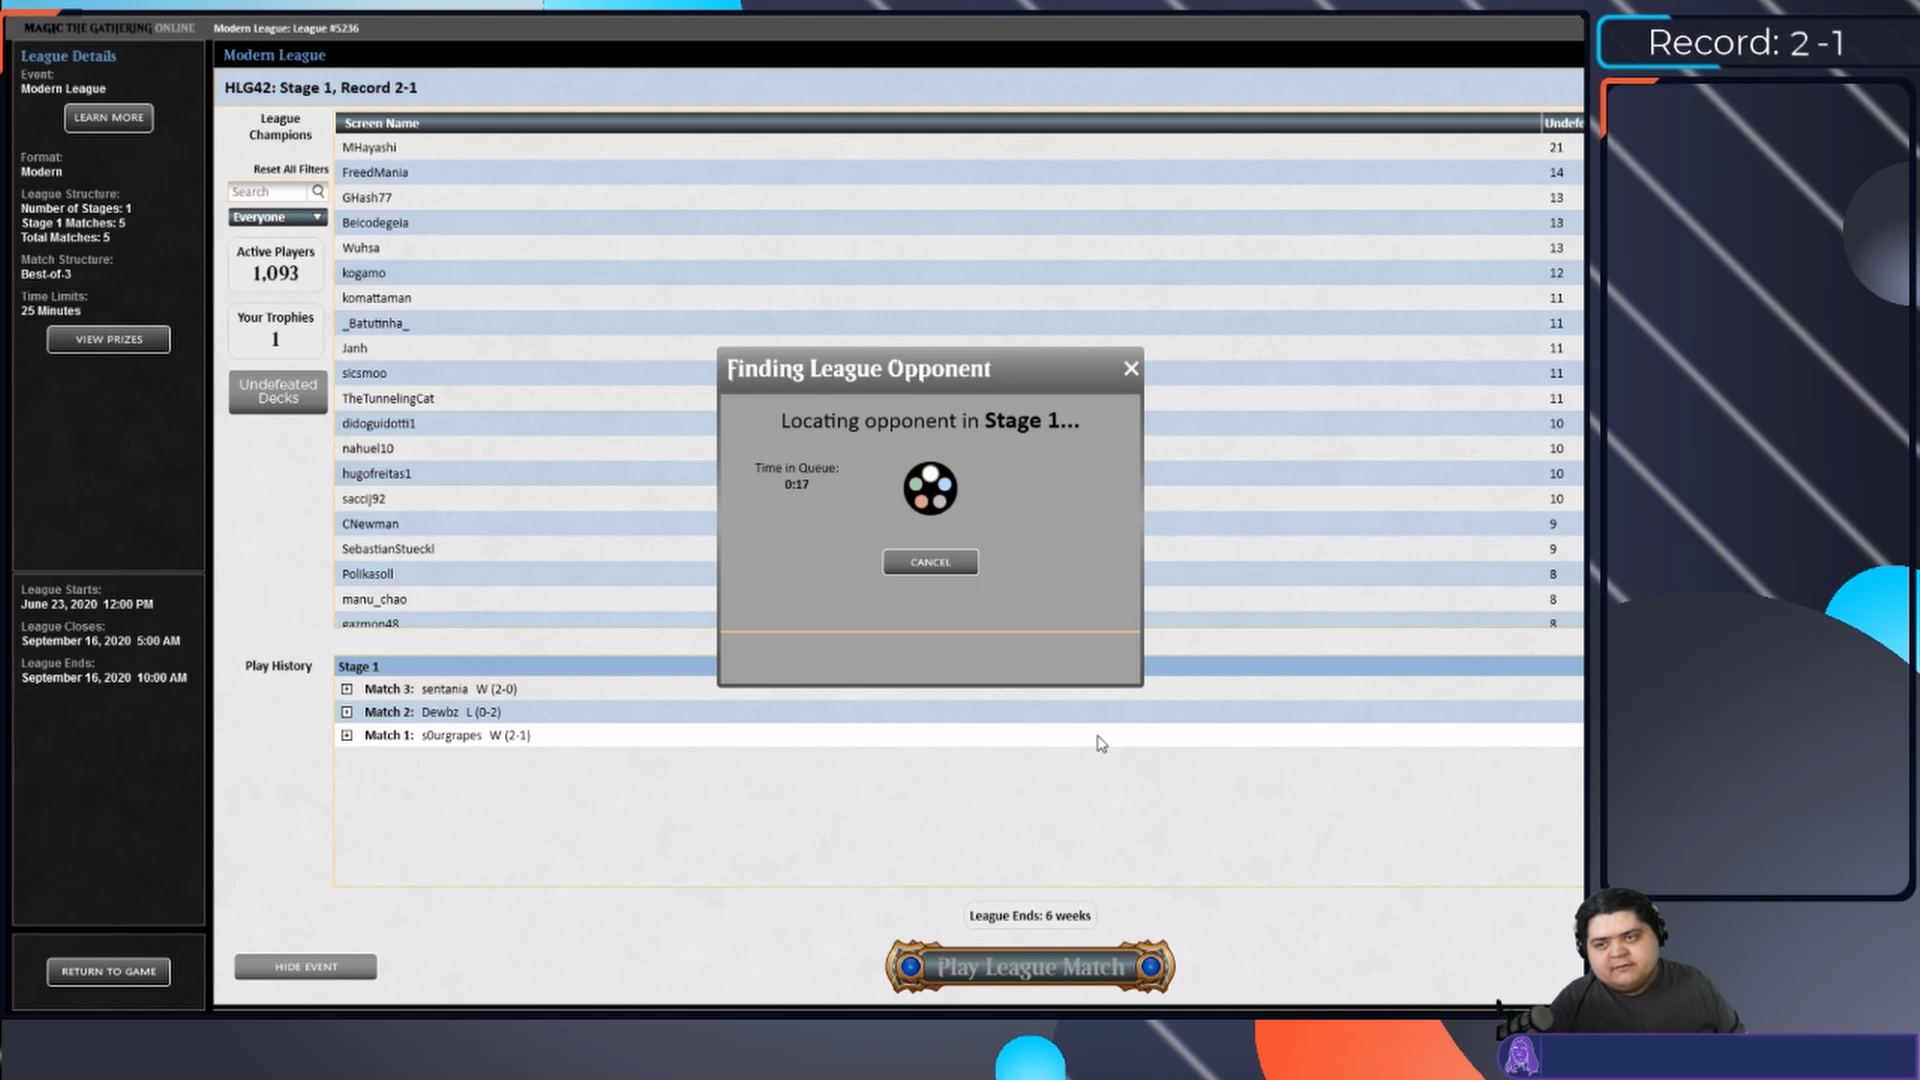 MAGIC THE GATHERING ONLINE
Modern League: League #5236
Record: 2 -1
League Details
Event:
Modern League
LEARN MORE
Format:
Modern
League Structure:
Number of Stages: 1
Stage 1 Matches: 5
Total Matches: 5
Match Structure:
Best-of-3
Time Limits:
25 Minutes
VIEW PRIZES
League Starts:
June 23, 2020 12:00 PM
League Closes:
September 16, 2020 5:00 AM
League Ends:
September 16, 2020 10:00 AM
RETURN TO GAME
Modern League
HLG42: Stage 1, Record 2-1
League
Champions
Reset All Filters
Search
Everyone
Active Players
1,093
Your Trophies
1
Undefeated
Decks
Screen Name Undefe
MHayashi 21
FreedMania 14
GHash77 13
Beicodegeia 13
Wuhsa 13
kogamo 12
komattaman 11
_Batutinha_ 11
Janh 11
sicsmoo 11
TheTunnelingCat 11
didoguidotti1 10
nahuel10 10
hugofreitas1 10
saccij92 10
CNewman 9
SebastianStueckl 9
Polikasoll 8
manu_chao 8
gazmon48 8
Finding League Opponent
Locating opponent in Stage 1...
Time in Queue:
0:17
CANCEL
Play History
Stage 1
Match 3: sentania W (2-0)
Match 2: Dewbz L (0-2)
Match 1: s0urgrapes W (2-1)
League Ends: 6 weeks
HIDE EVENT
Play League Match